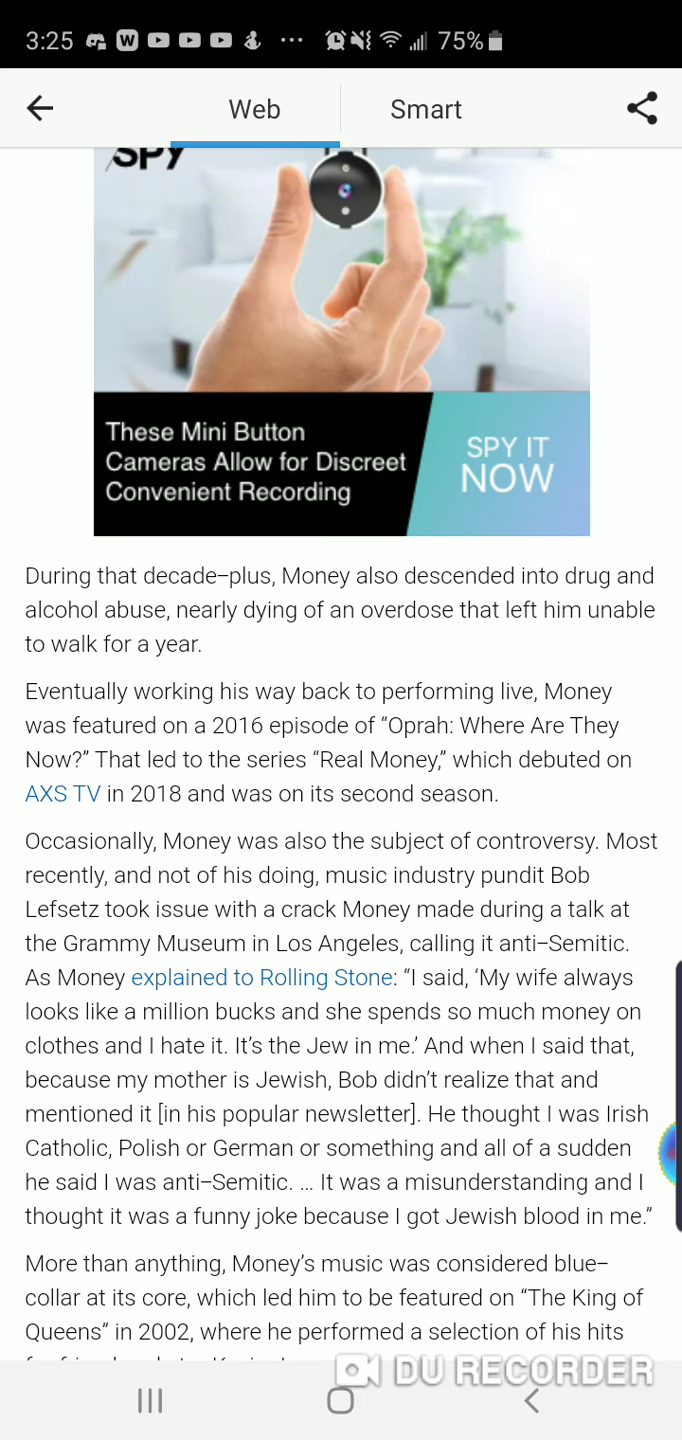 3:25 W ... 75%
Web Smart
SPY
These Mini Button
Cameras Allow for Discreet
Convenient Recording
SPY IT
NOW
During that decade–plus, Money also descended into drug and
alcohol abuse, nearly dying of an overdose that left him unable
to walk for a year.
Eventually working his way back to performing live, Money
was featured on a 2016 episode of “Oprah: Where Are They
Now?” That led to the series “Real Money,” which debuted on
AXS TV in 2018 and was on its second season.
Occasionally, Money was also the subject of controversy. Most
recently, and not of his doing, music industry pundit Bob
Lefsetz took issue with a crack Money made during a talk at
the Grammy Museum in Los Angeles, calling it anti–Semitic.
As Money explained to Rolling Stone: “I said, ‘My wife always
looks like a million bucks and she spends so much money on
clothes and I hate it. It’s the Jew in me.’ And when I said that,
because my mother is Jewish, Bob didn’t realize that and
mentioned it [in his popular newsletter]. He thought I was Irish
Catholic, Polish or German or something and all of a sudden
he said I was anti–Semitic. … It was a misunderstanding and I
thought it was a funny joke because I got Jewish blood in me.”
More than anything, Money’s music was considered blue–
collar at its core, which led him to be featured on “The King of
Queens” in 2002, where he performed a selection of his hits
DU RECORDER